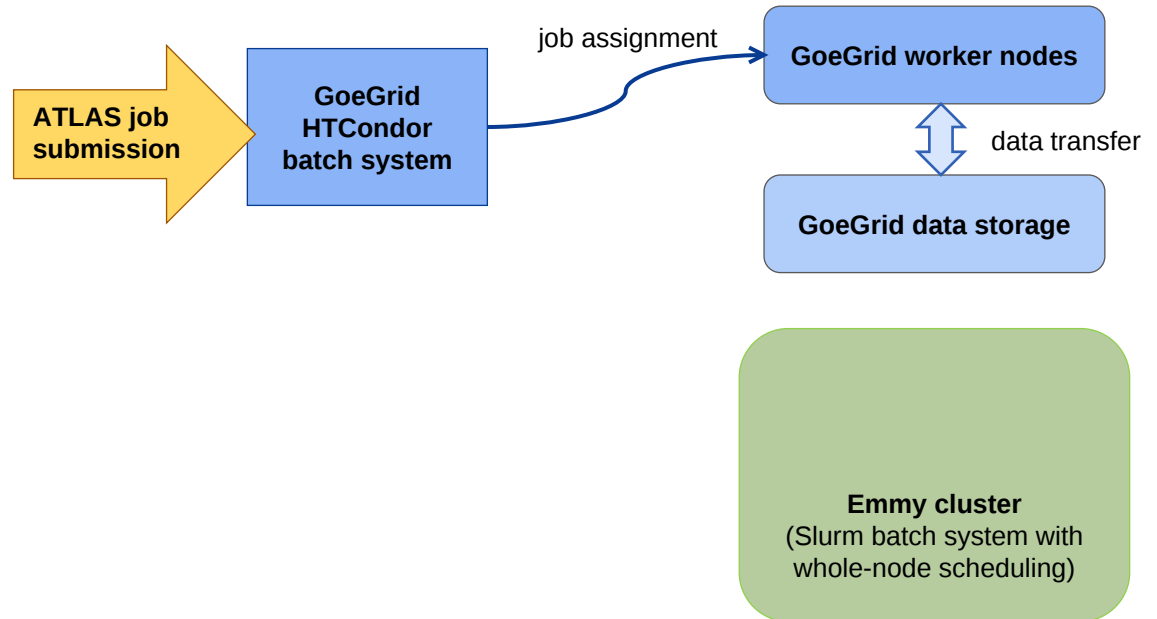 ATLAS job
submission
GoeGrid
HTCondor
batch system
job assignment
GoeGrid worker nodes
data transfer
GoeGrid data storage
Emmy cluster
(Slurm batch system with
whole-node scheduling)